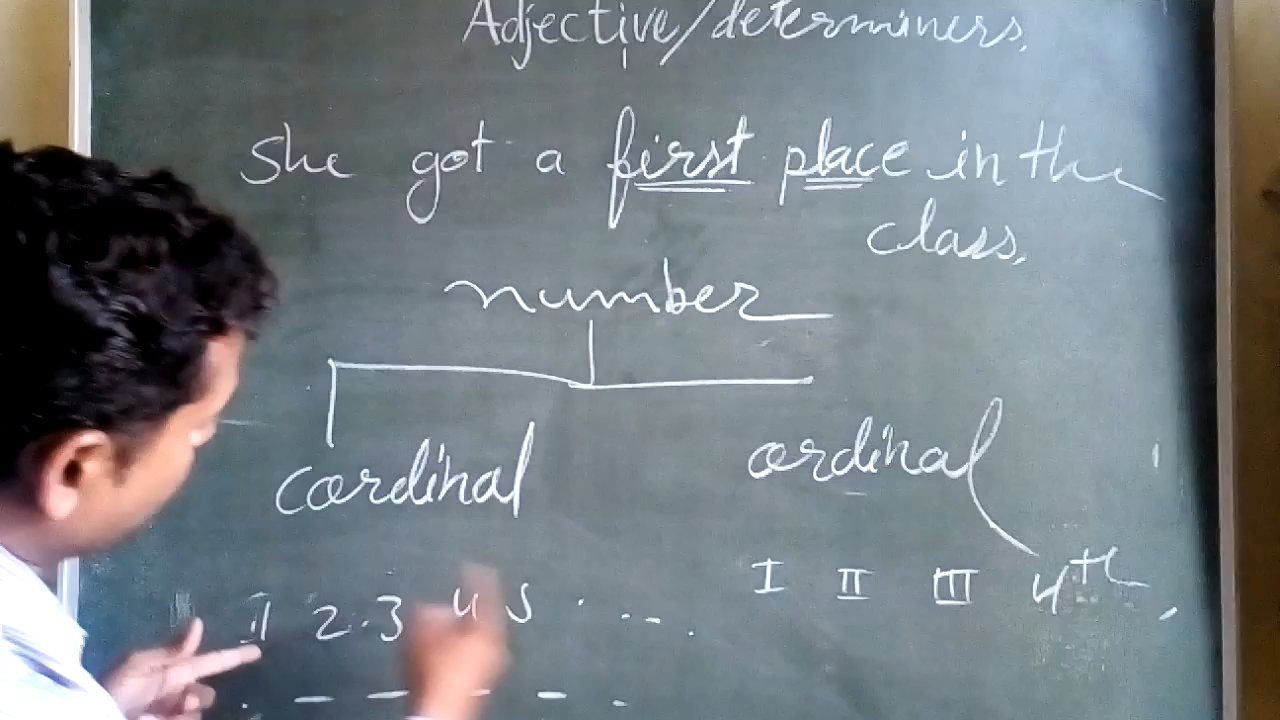 Adjective/determiners.
She got a first place in the
class.
number
cardinal ordinal
1 2 3 4 5 . ... I II III 4th,